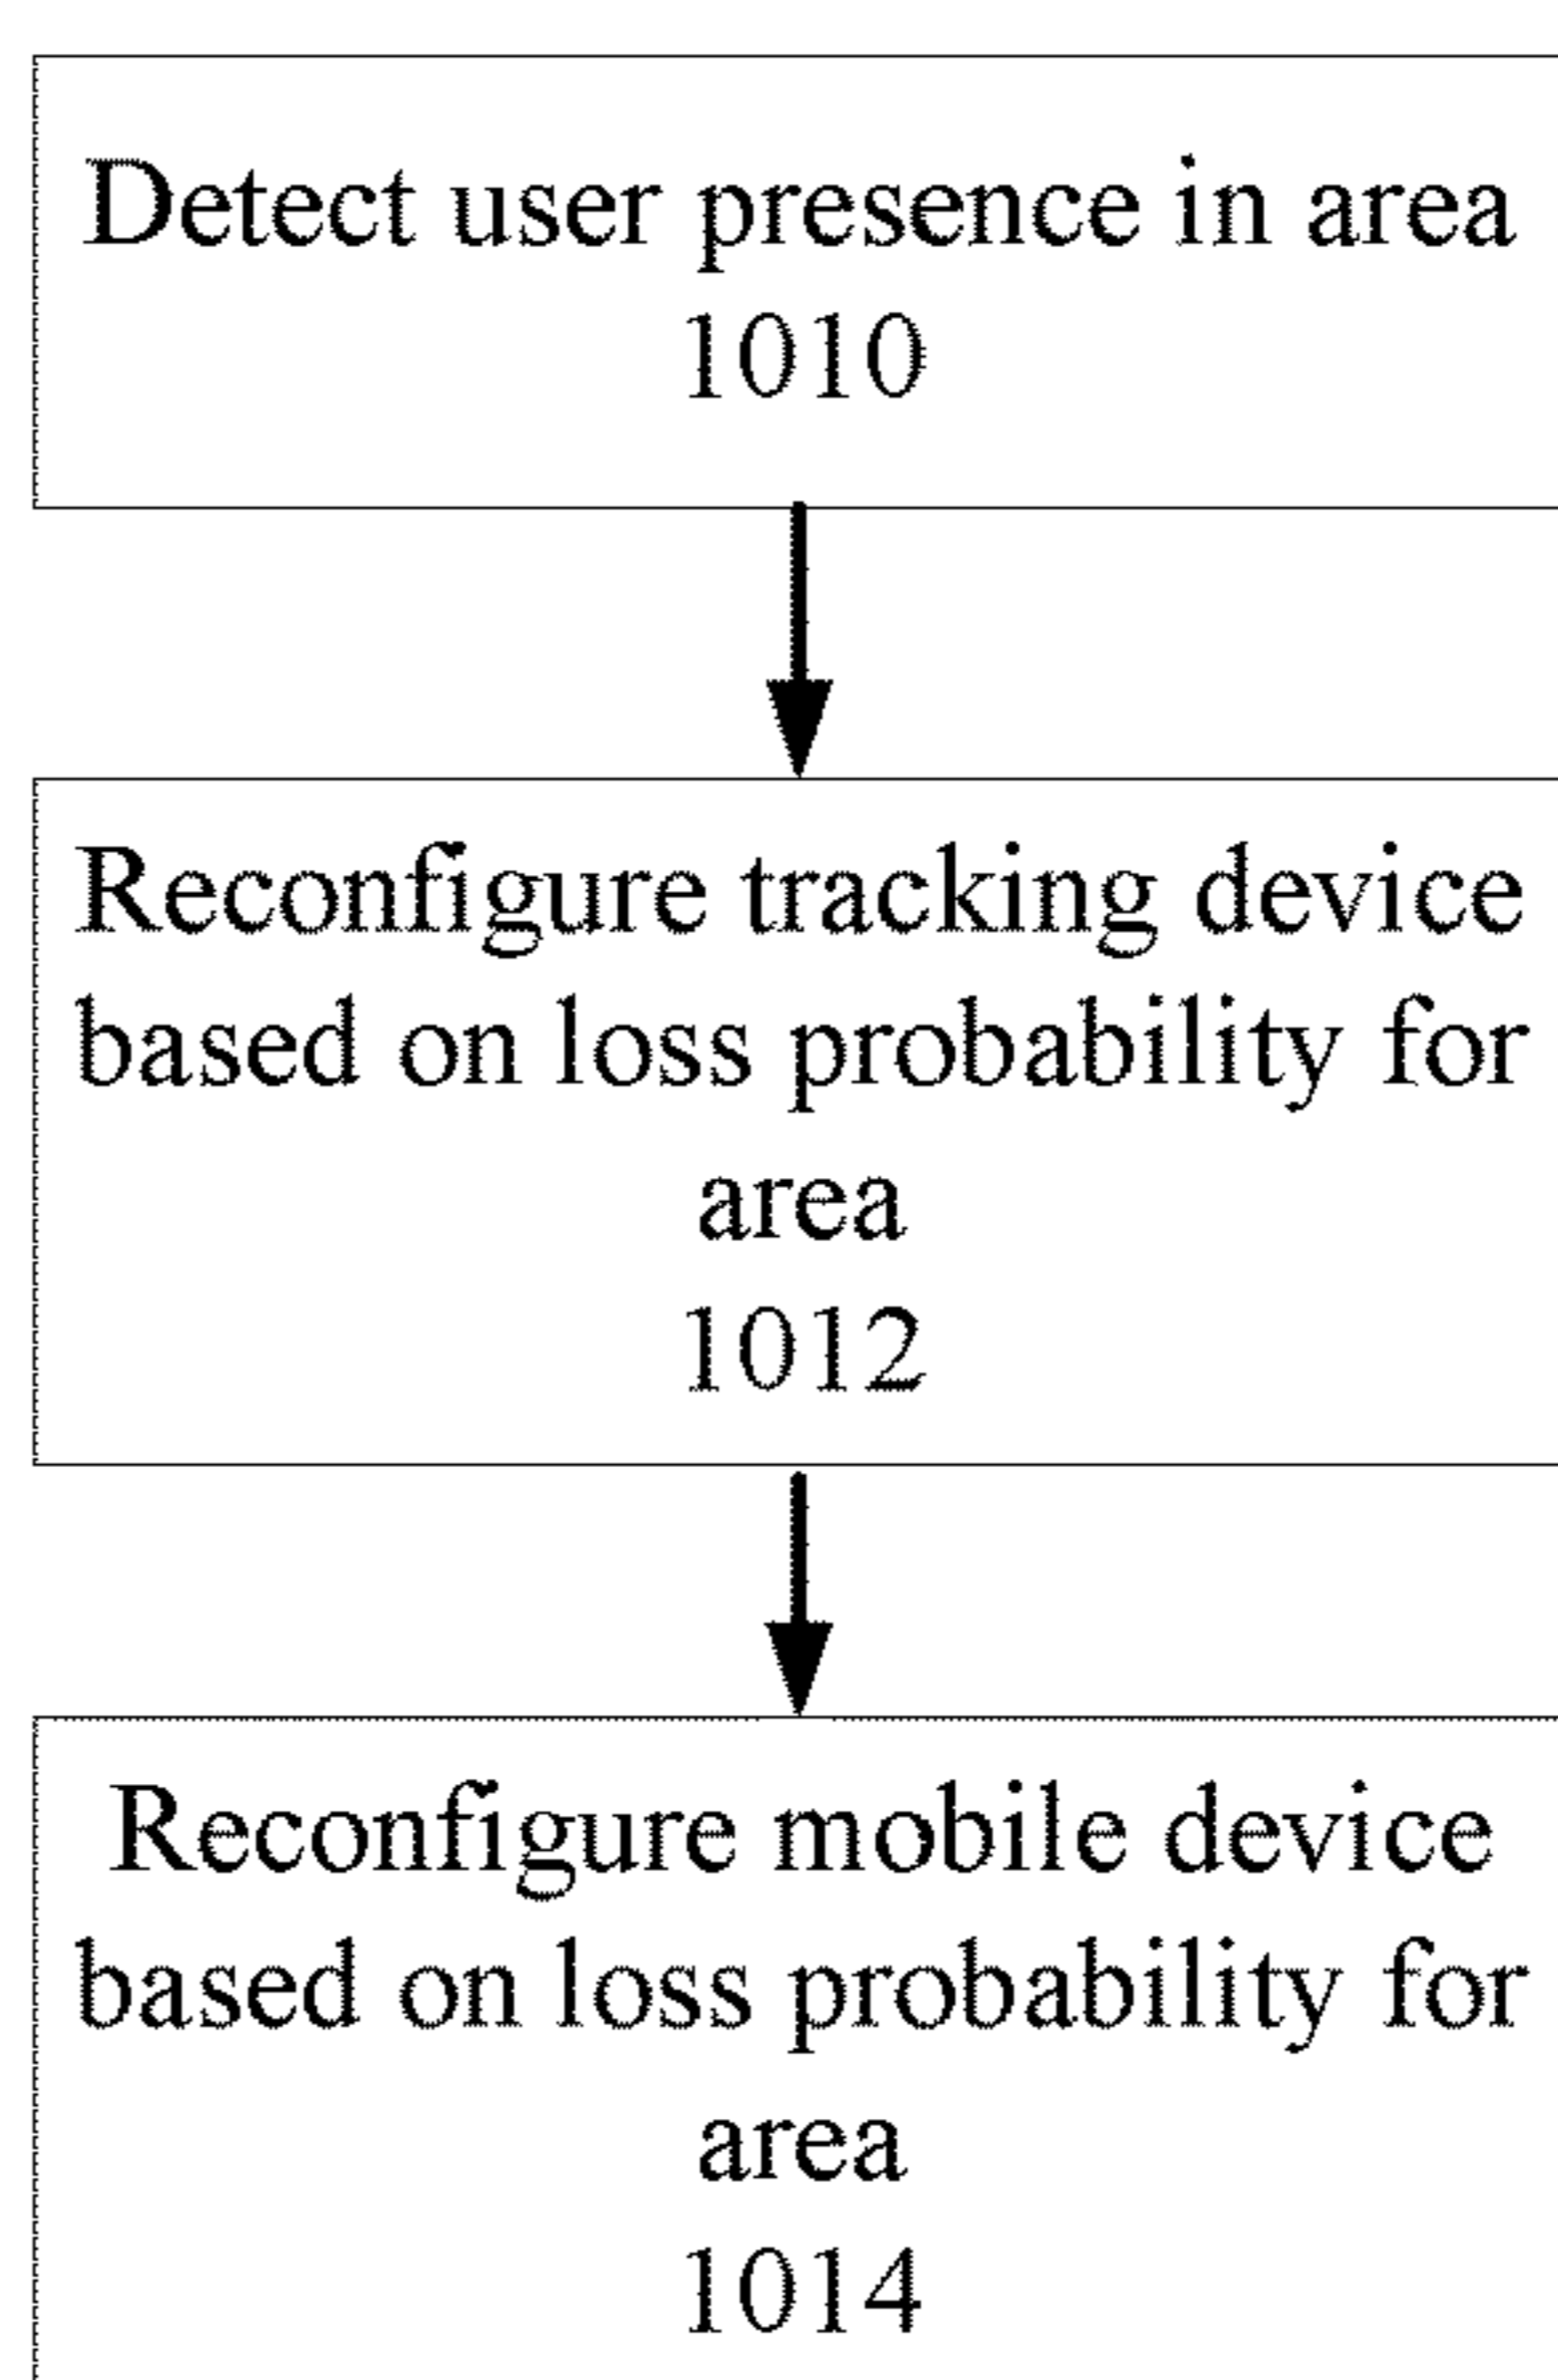 Detect user presence in area
1010
Reconfigure tracking device
based on loss probability for
area
1012
Reconfigure mobile device
based on loss probability for
area
1014